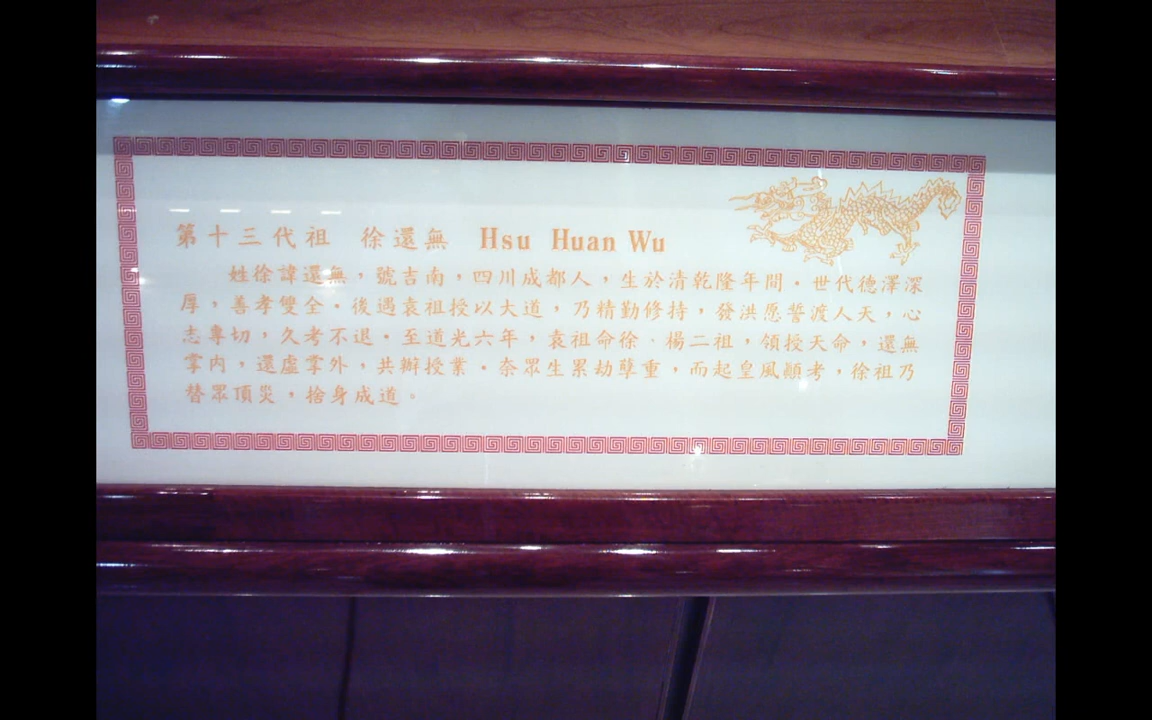 第十三代祖 徐還無 Hsu Huan Wu
姓徐諱還無，號吉南，四川成都人，生於清乾隆年間。世代德澤深
厚，善孝雙全。後遇袁祖授以大道，乃精勤修持，發洪愿誓渡人天，心
志專切，久考不退。至道光六年，袁祖命徐、楊二祖，領授天命，還無
掌內，還虛掌外，共辦授業。奈眾生累劫孽重，而起皇風顯考，徐祖乃
替眾頂災，捨身成道。